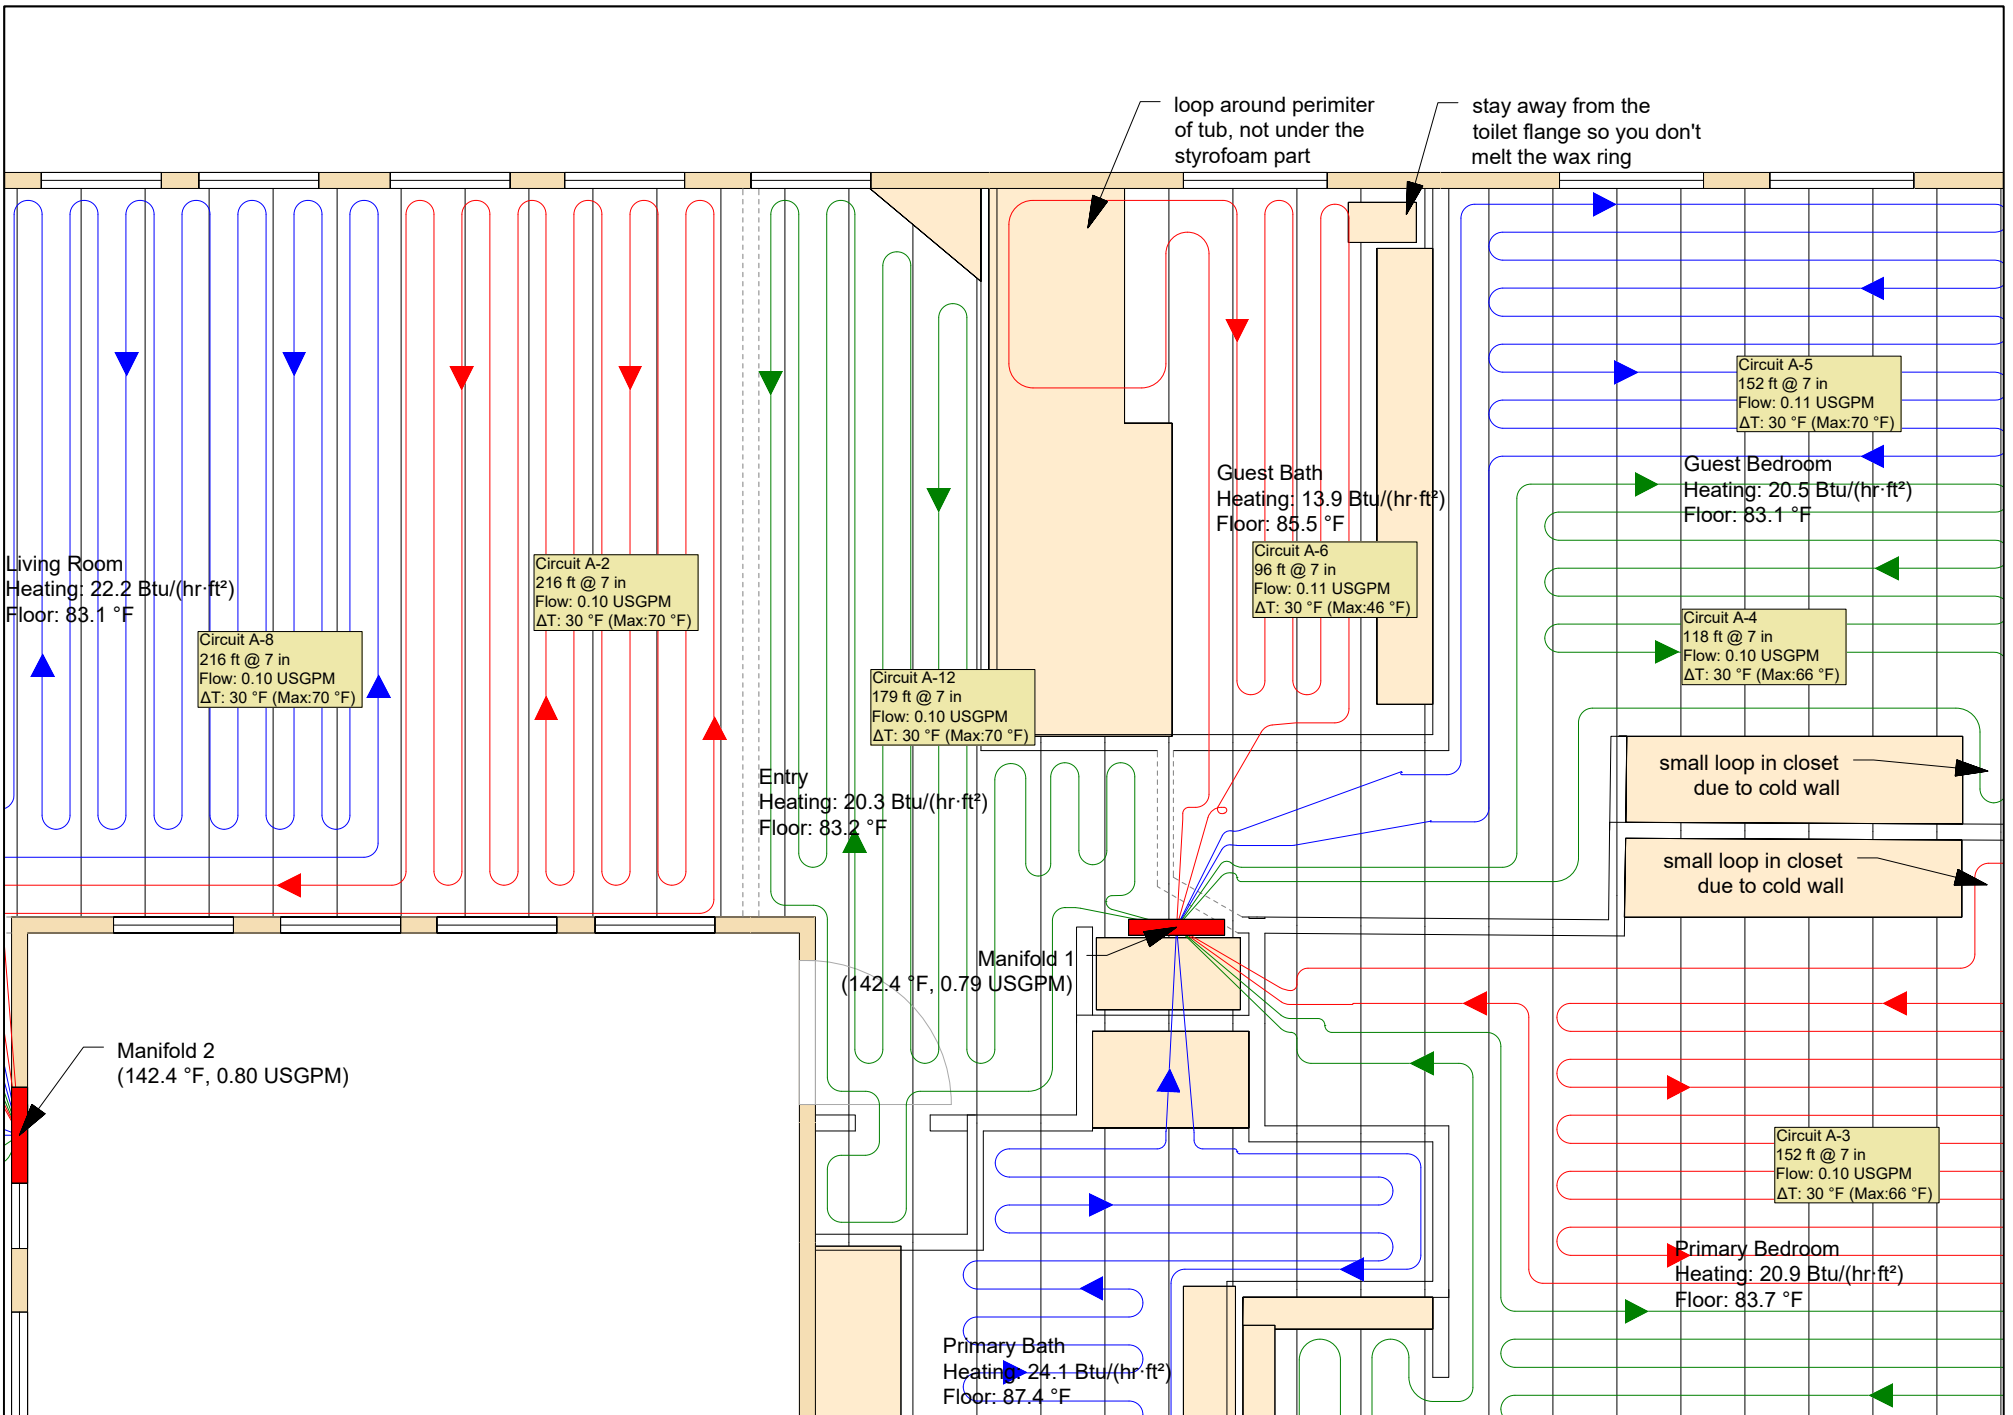 loop around perimiter
of tub, not under the
styrofoam part
stay away from the
toilet flange so you don't
melt the wax ring
Circuit A-5
152 ft @ 7 in
Flow: 0.11 USGPM
ΔT: 30 °F (Max:70 °F)
Guest Bedroom
Heating: 20.5 Btu/(hr·ft²)
Floor: 83.1 °F
Guest Bath
Heating: 13.9 Btu/(hr·ft²)
Floor: 85.5 °F
Circuit A-6
96 ft @ 7 in
Flow: 0.11 USGPM
ΔT: 30 °F (Max:46 °F)
Living Room
Heating: 22.2 Btu/(hr·ft²)
Floor: 83.1 °F
Circuit A-2
216 ft @ 7 in
Flow: 0.10 USGPM
ΔT: 30 °F (Max:70 °F)
Circuit A-8
216 ft @ 7 in
Flow: 0.10 USGPM
ΔT: 30 °F (Max:70 °F)
Circuit A-4
118 ft @ 7 in
Flow: 0.10 USGPM
ΔT: 30 °F (Max:66 °F)
Circuit A-12
179 ft @ 7 in
Flow: 0.10 USGPM
ΔT: 30 °F (Max:70 °F)
Entry
Heating: 20.3 Btu/(hr·ft²)
Floor: 83.2 °F
small loop in closet
due to cold wall
small loop in closet
due to cold wall
Manifold 1
(142.4 °F, 0.79 USGPM)
Manifold 2
(142.4 °F, 0.80 USGPM)
Circuit A-3
152 ft @ 7 in
Flow: 0.10 USGPM
ΔT: 30 °F (Max:66 °F)
Primary Bedroom
Heating: 20.9 Btu/(hr·ft²)
Floor: 83.7 °F
Primary Bath
Heating: 24.1 Btu/(hr·ft²)
Floor: 87.4 °F